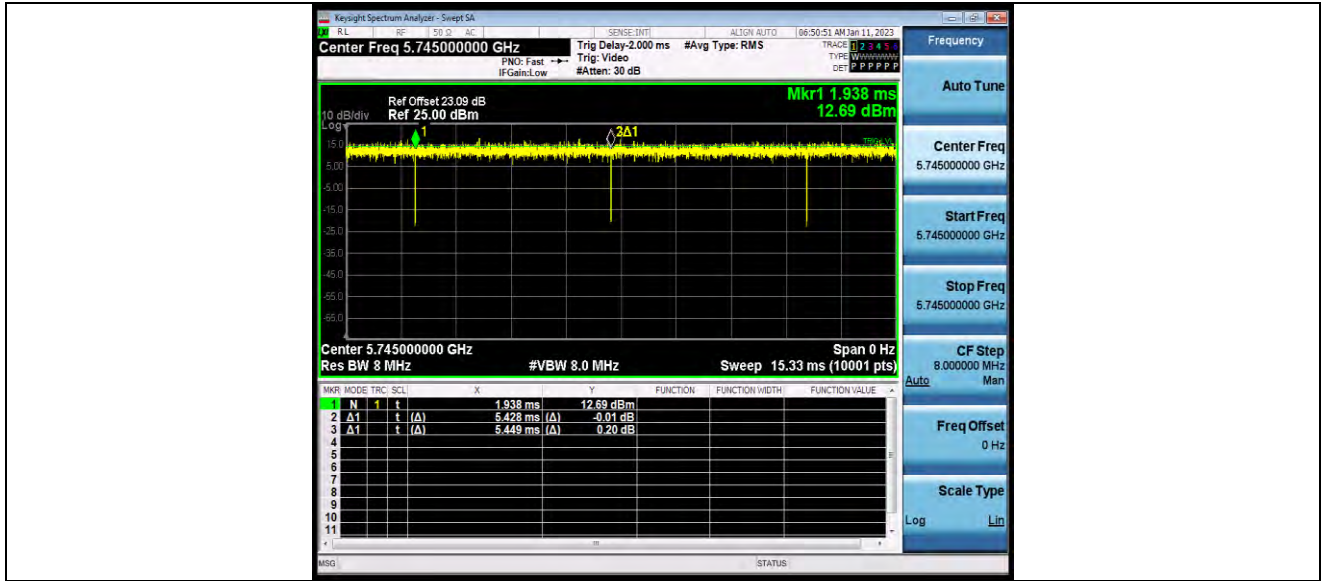 Keysight Spectrum Analyzer - Swept SA
RL RF 50 Ω AC SENSE:INT ALIGN AUTO 06:50:51 AM Jan 11, 2023
Center Freq 5.745000000 GHz
PNO: Fast
IFGain:Low
Trig Delay-2.000 ms
Trig: Video
#Atten: 30 dB
#Avg Type: RMS
TRACE 1 2 3 4 5 6
TYPE WWWWWW
DET P P P P P P
Mkr1 1.938 ms
12.69 dBm
Ref Offset 23.09 dB
10 dB/div Ref 25.00 dBm
Log
1
3Δ1
15.0
5.00
-5.00
-15.0
-25.0
-35.0
-45.0
-55.0
-65.0
Center 5.745000000 GHz Span 0 Hz
Res BW 8 MHz #VBW 8.0 MHz Sweep 15.33 ms (10001 pts)
MKR MODE TRC SCL X Y FUNCTION FUNCTION WIDTH FUNCTION VALUE
1 N 1 t 1.938 ms 12.69 dBm
2 Δ1 t (Δ) 5.428 ms (Δ) -0.01 dB
3 Δ1 t (Δ) 5.449 ms (Δ) 0.20 dB
4
5
6
7
8
9
10
11
MSG STATUS
Frequency
Auto Tune
Center Freq
5.745000000 GHz
Start Freq
5.745000000 GHz
Stop Freq
5.745000000 GHz
CF Step
8.000000 MHz
Auto Man
Freq Offset
0 Hz
Scale Type
Log Lin